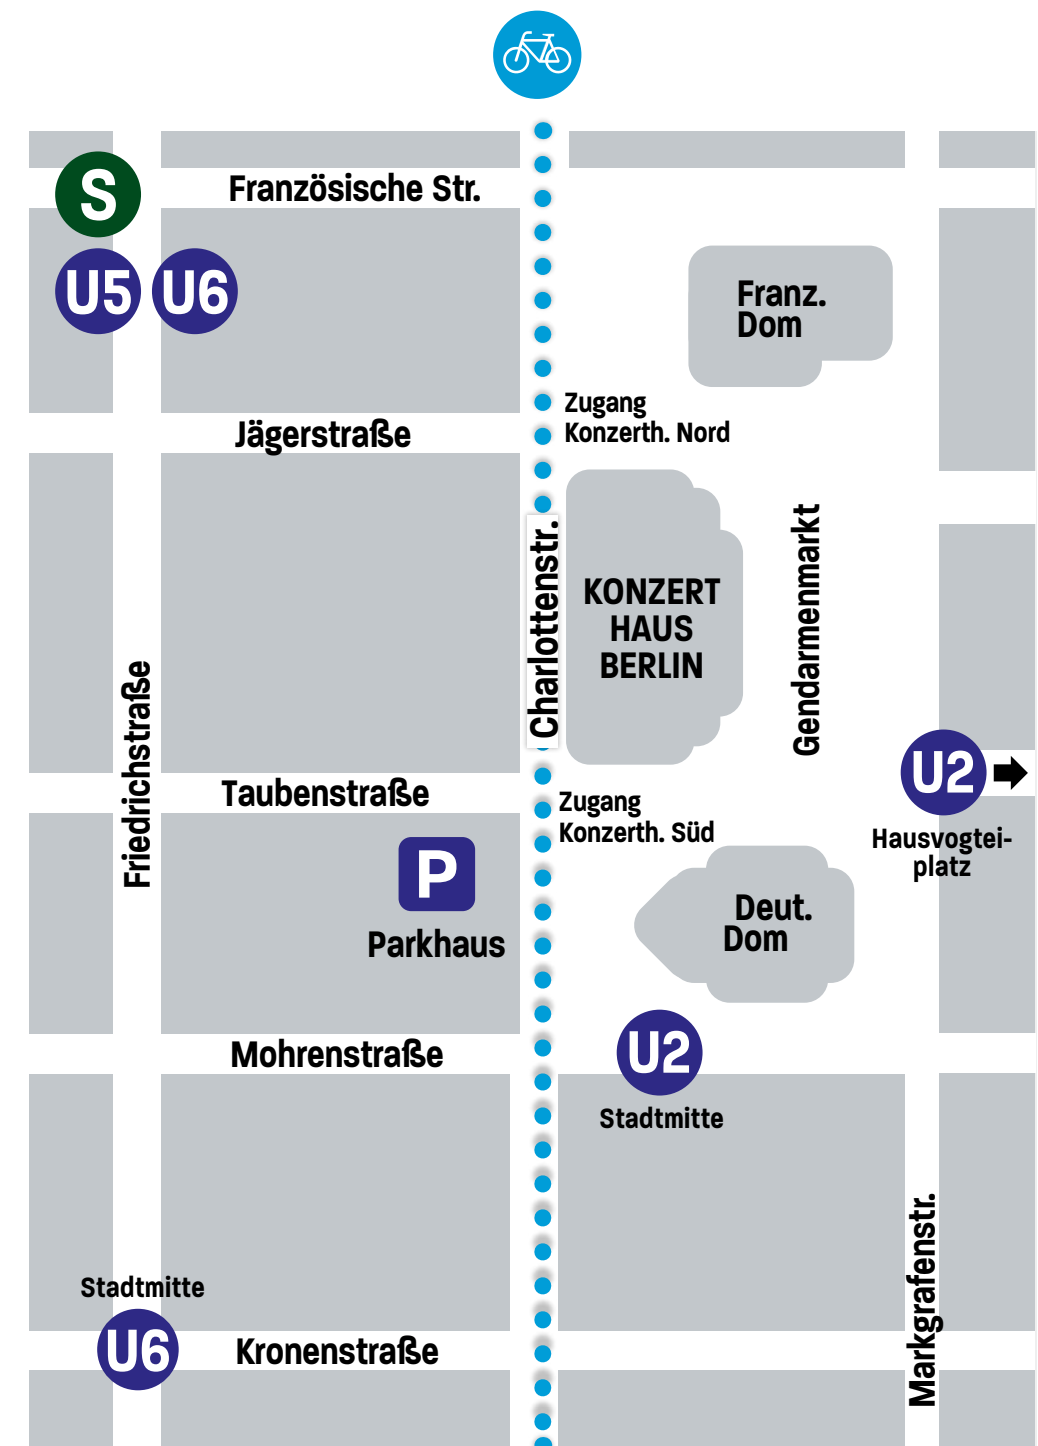 Französische Str.
S
U5
U6
Franz.
Dom
Zugang
Konzerth. Nord
Jägerstraße
Charlottenstr.
KONZERT
HAUS
BERLIN
Gendarmenmarkt
Friedrichstraße
U2
Hausvogtei-
platz
Taubenstraße
Zugang
Konzerth. Süd
P
Parkhaus
Deut.
Dom
Mohrenstraße
U2
Stadtmitte
Markgrafenstr.
Stadtmitte
U6
Kronenstraße